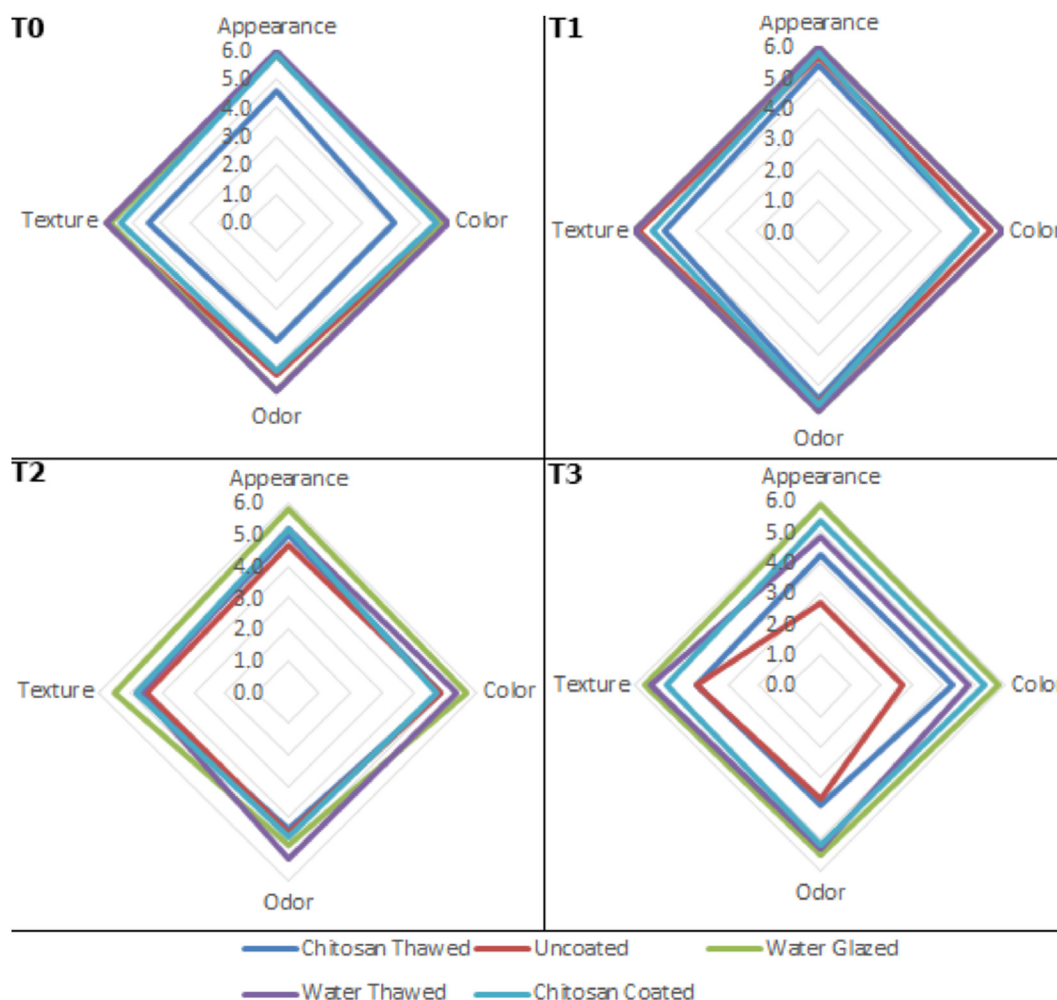 T0
Appearance
6.0
5.0
4.0
3.0
2.0
1.0
0.0
Texture
Color
Odor
T1
Appearance
6.0
5.0
4.0
3.0
2.0
1.0
0.0
Texture
Color
Odor
T2
Appearance
6.0
5.0
4.0
3.0
2.0
1.0
0.0
Texture
Color
Odor
T3
Appearance
6.0
5.0
4.0
3.0
2.0
1.0
0.0
Texture
Color
Odor
Chitosan Thawed Uncoated Water Glazed
Water Thawed Chitosan Coated